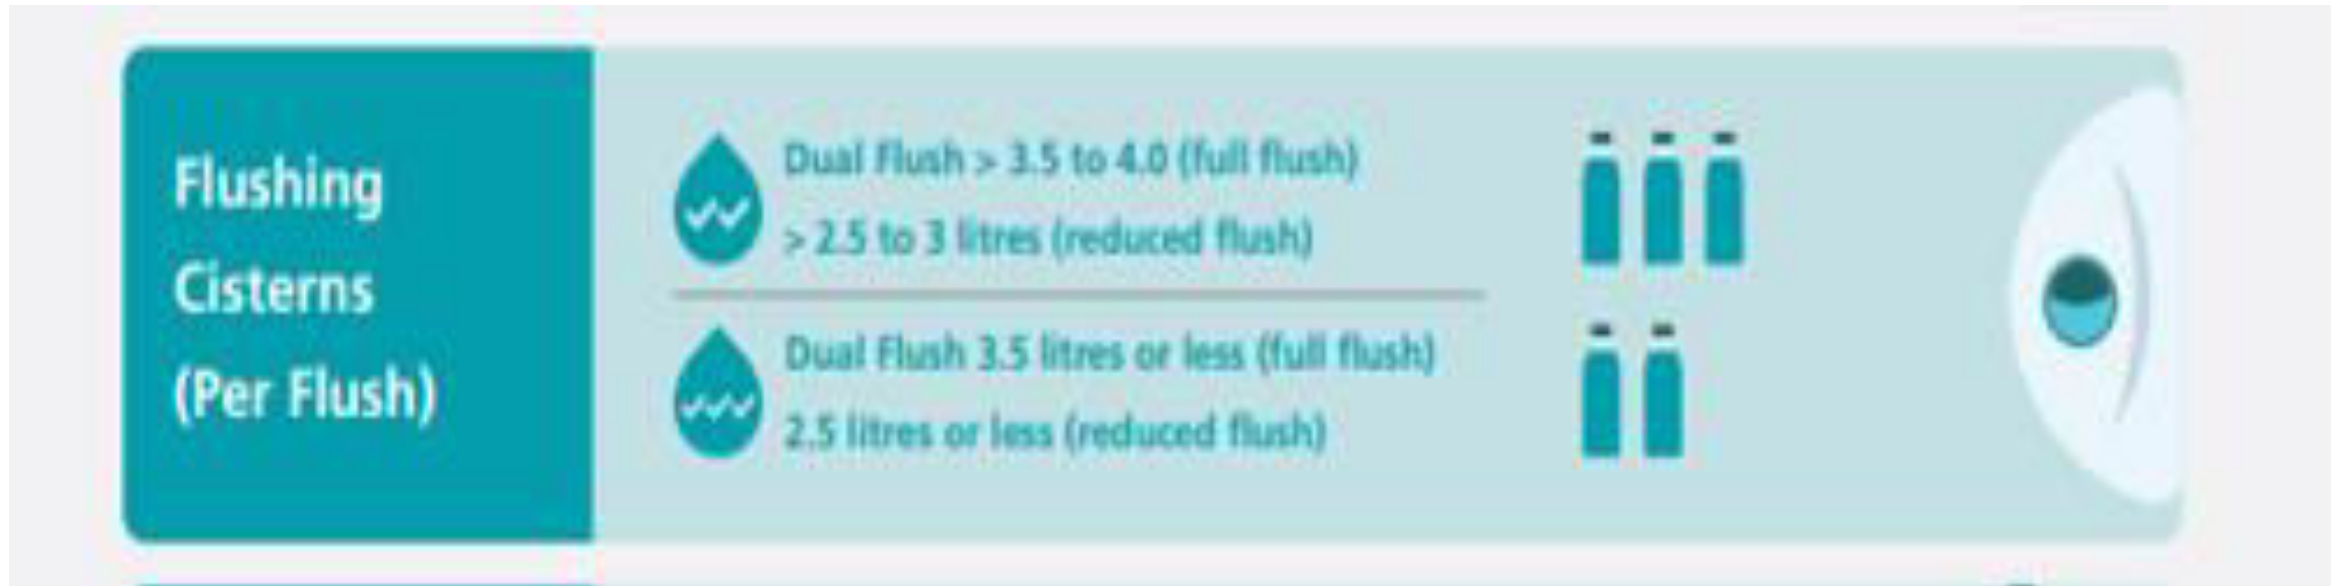 Flushing
Cisterns
(Per Flush)
Dual Flush > 3.5 to 4.0 (full flush)
> 2.5 to 3 litres (reduced flush)
Dual Flush 3.5 litres or less (full flush)
2.5 litres or less (reduced flush)